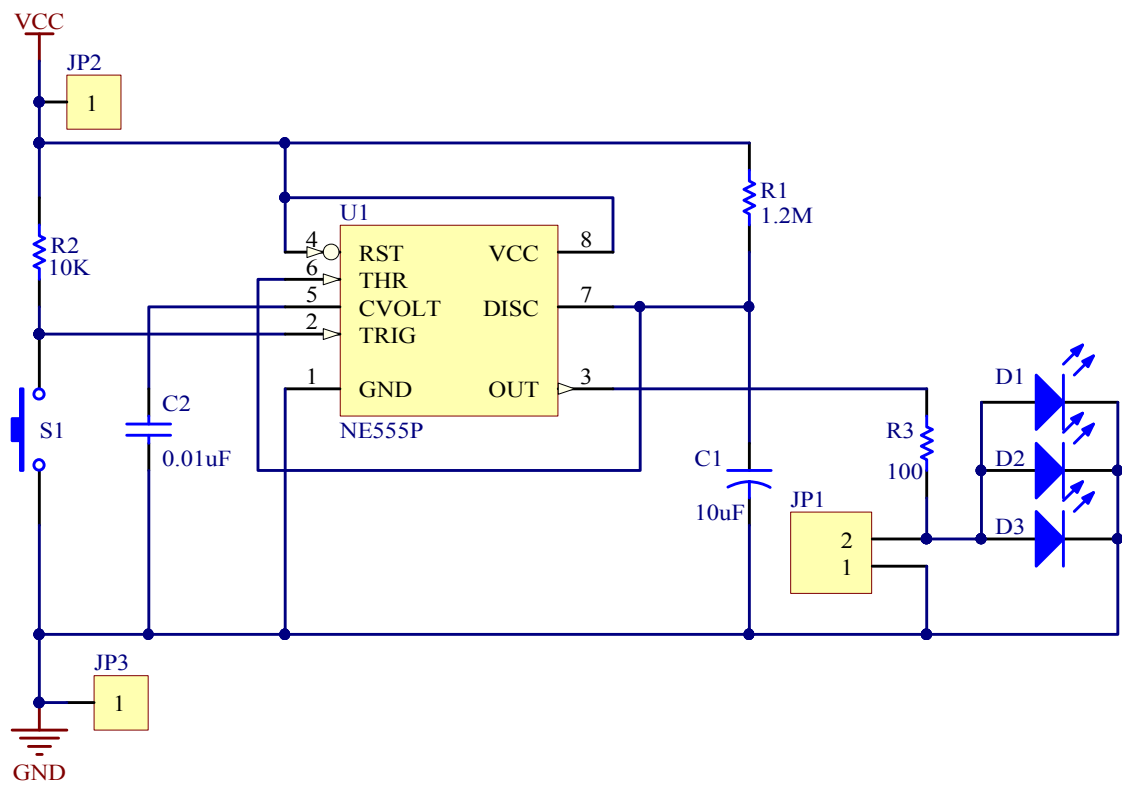 VCC
JP2
1
R1
1.2M
U1
4
RST
VCC
8
R2
10K
6
THR
5
CVOLT
DISC
7
2
TRIG
1
GND
OUT
3
D1
C2
S1
NE555P
R3
0.01uF
C1
D2
100
10uF
JP1
D3
2
1
JP3
1
GND